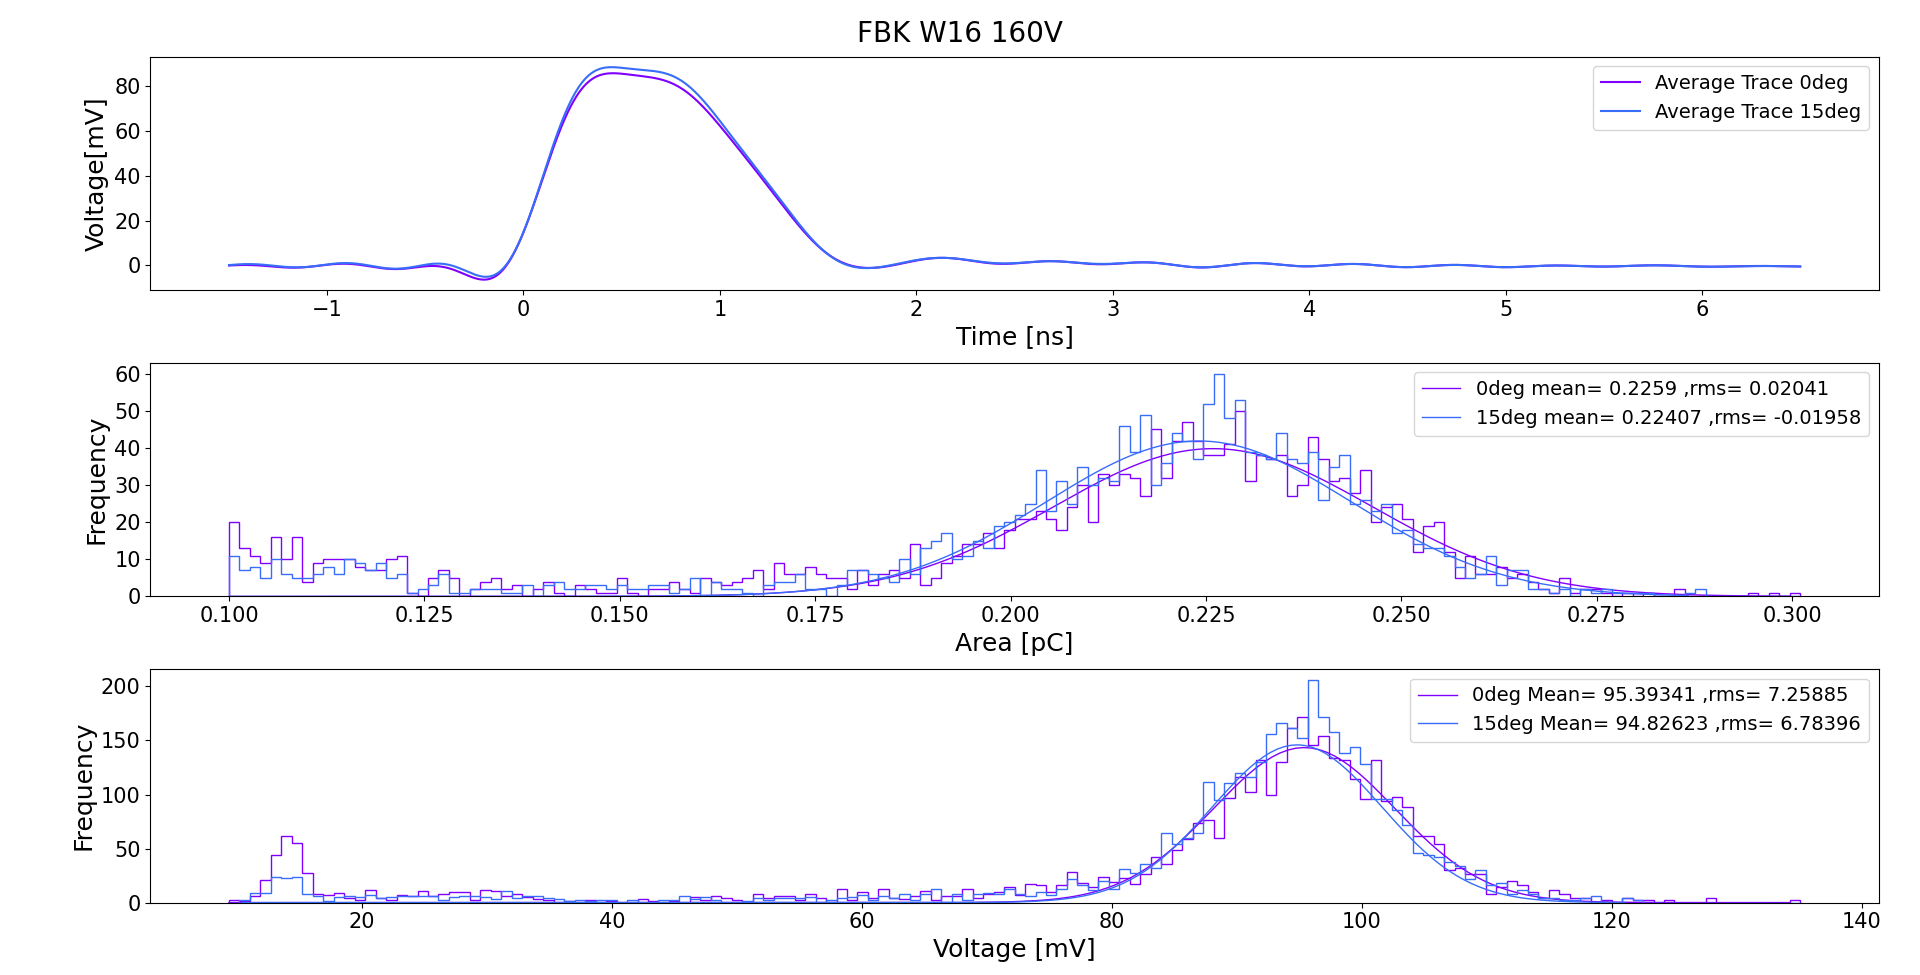 FBK W16 160V
Voltage[mV]
80
60
40
20
0
Average Trace 0deg
Average Trace 15deg
−1 0 1 2 3 4 5 6
Time [ns]
Frequency
60
50
40
30
20
10
0
0deg mean= 0.2259 ,rms= 0.02041
15deg mean= 0.22407 ,rms= -0.01958
0.100 0.125 0.150 0.175 0.200 0.225 0.250 0.275 0.300
Area [pC]
Frequency
200
150
100
50
0
0deg Mean= 95.39341 ,rms= 7.25885
15deg Mean= 94.82623 ,rms= 6.78396
20 40 60 80 100 120 140
Voltage [mV]